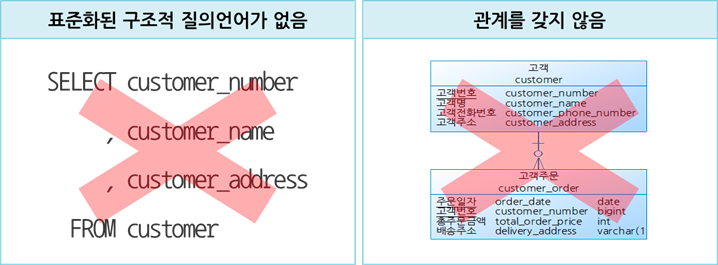 표준화된 구조적 질의언어가 없음
SELECT customer_number
, customer_name
, customer_address
FROM customer
관계를 갖지 않음
고객
customer
고객번호 customer_number
고객명 customer_name
고객전화번호 customer_phone_number
고객주소 customer_address
고객주문
customer_order
주문일자 order_date date
고객번호 customer_number bigint
총주문금액 total_order_price int
배송주소 delivery_address varchar(1